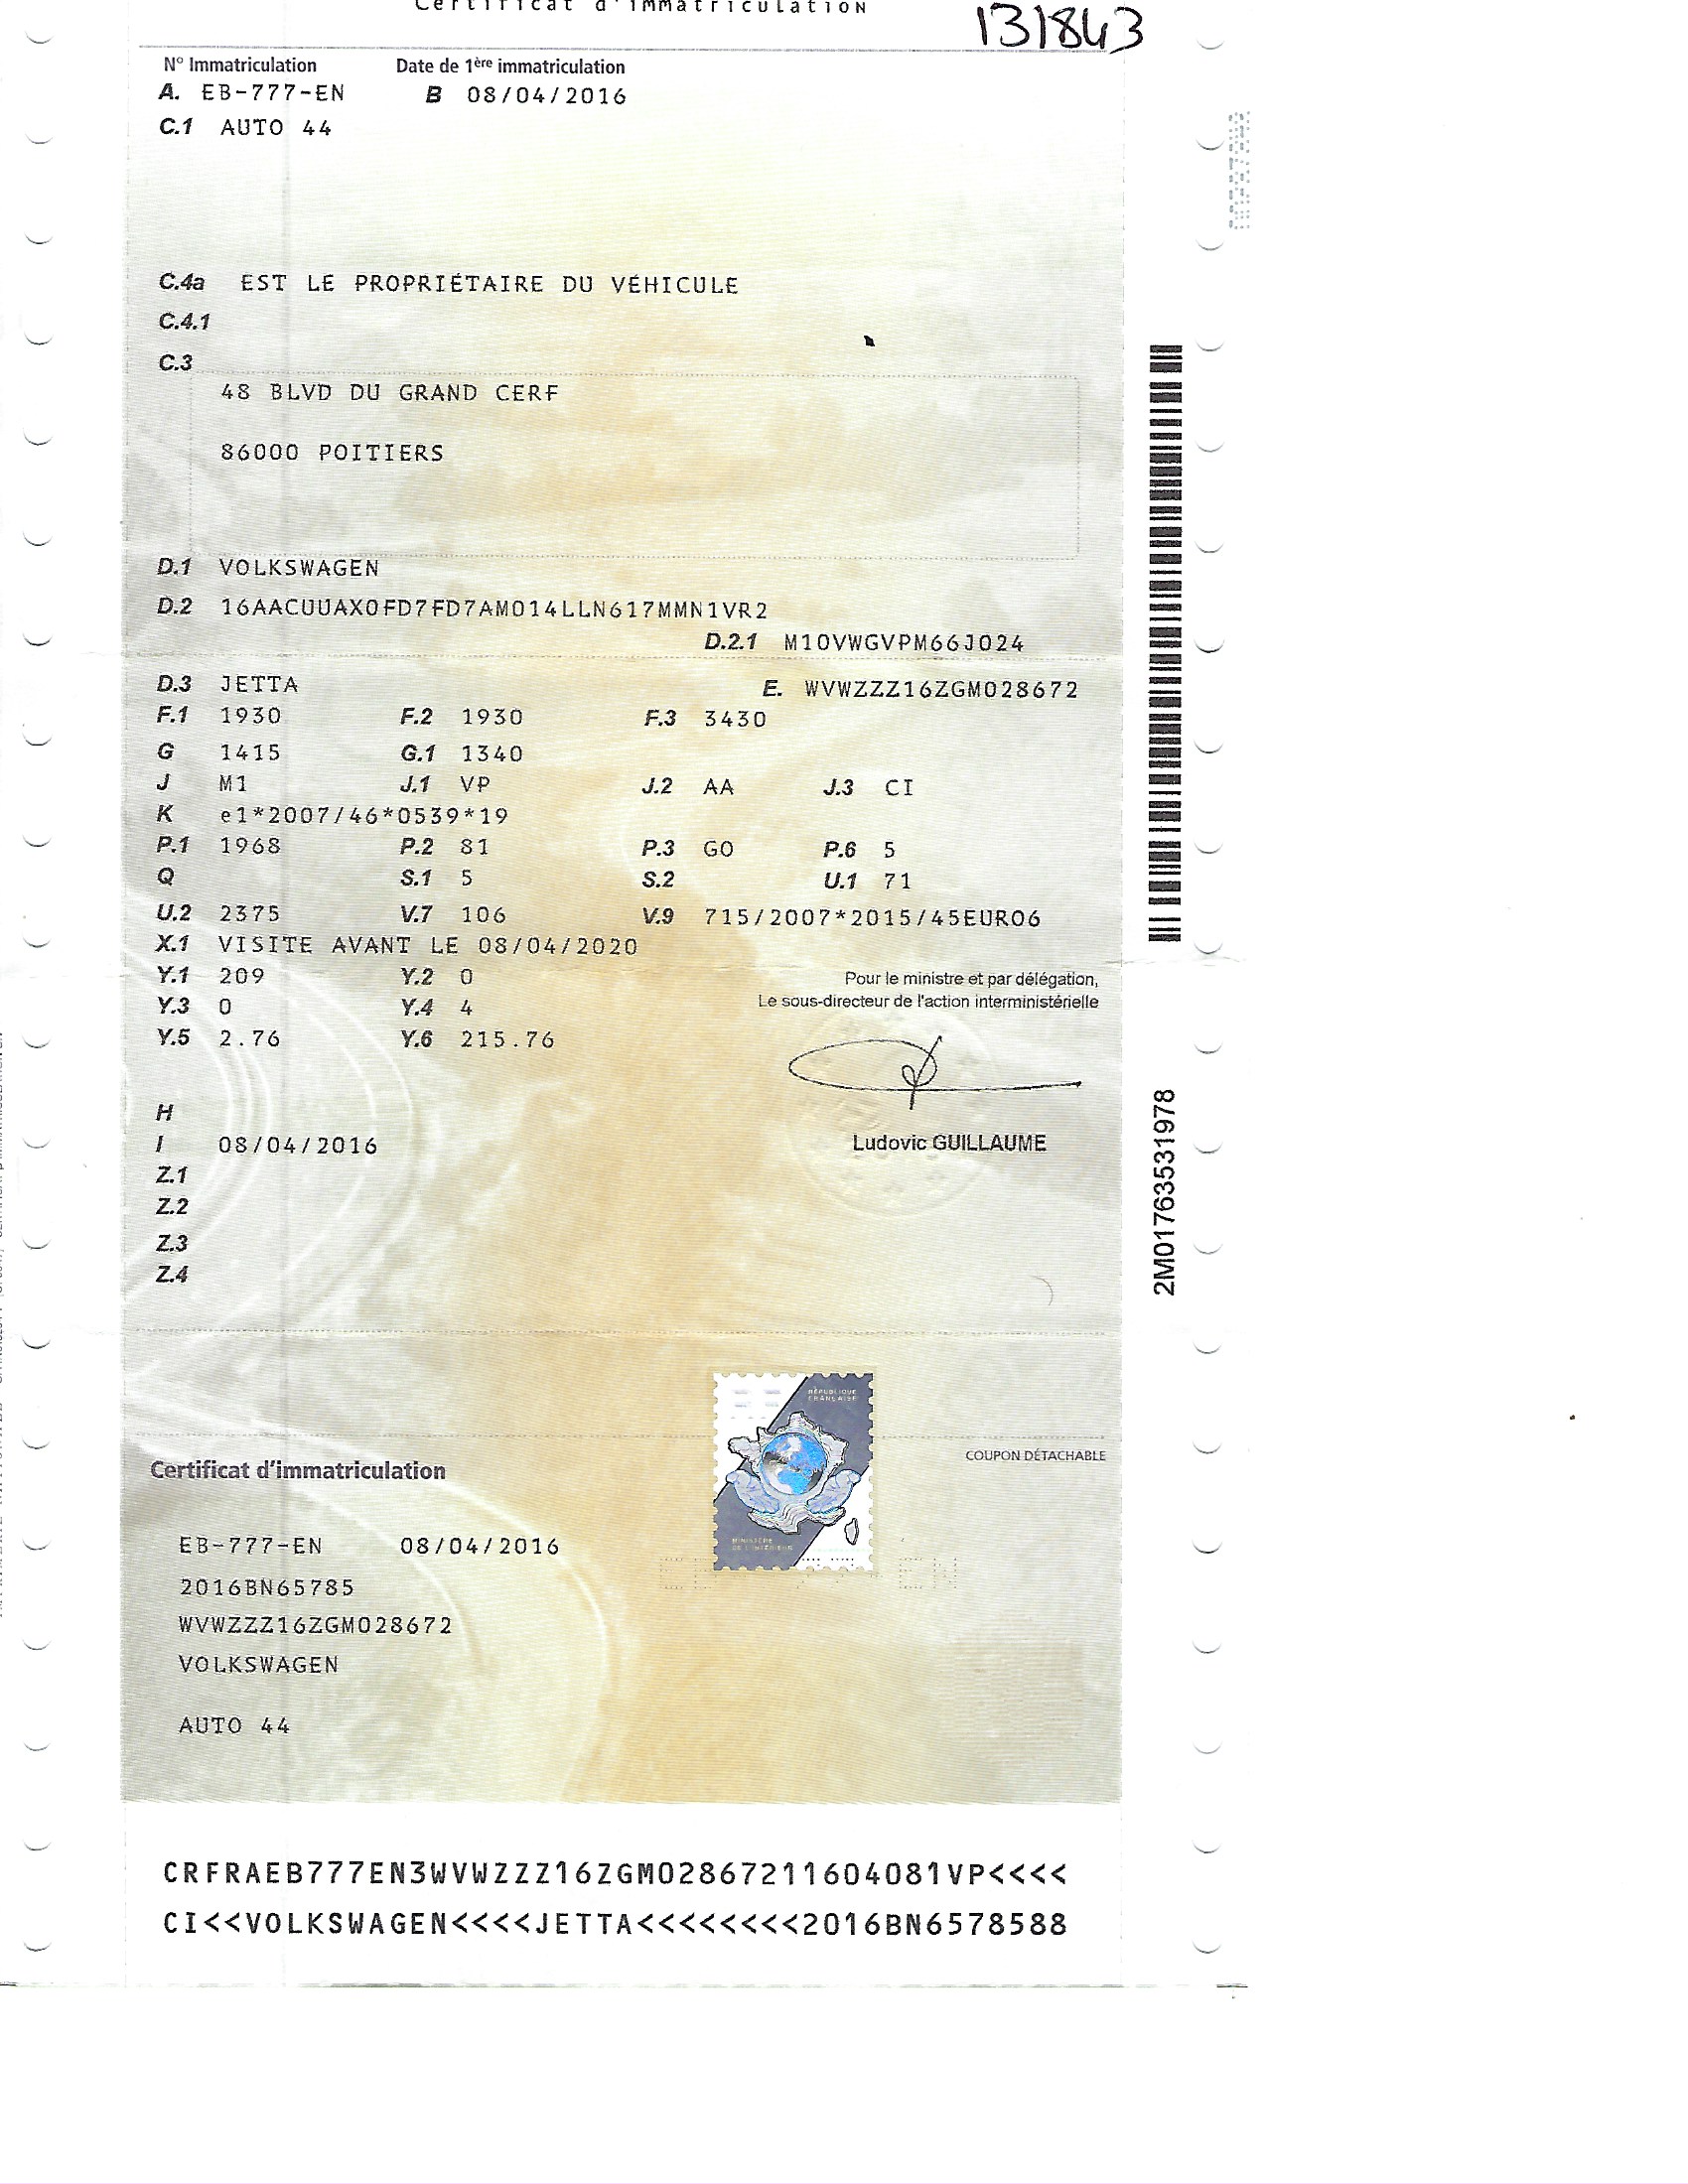 Certificat d'immatriculation
131843
N° Immatriculation Date de 1ère immatriculation
A. EB-777-EN B 08/04/2016
C.1 AUTO 44
C.4a EST LE PROPRIÉTAIRE DU VÉHICULE
C.4.1
C.3
48 BLVD DU GRAND CERF
86000 POITIERS
D.1 VOLKSWAGEN
D.2 16AACUUAX0FD7FD7AM014LLN617MMN1VR2
D.2.1 M10VWGVPM66J024
D.3 JETTA E. WVWZZZ16ZGM028672
F.1 1930 F.2 1930 F.3 3430
G 1415 G.1 1340
J M1 J.1 VP J.2 AA J.3 CI
K e1*2007/46*0539*19
P.1 1968 P.2 81 P.3 GO P.6 5
Q S.1 5 S.2 U.1 71
U.2 2375 V.7 106 V.9 715/2007*2015/45EURO6
X.1 VISITE AVANT LE 08/04/2020
Y.1 209 Y.2 0
Y.3 0 Y.4 4
Y.5 2.76 Y.6 215.76
Pour le ministre et par délégation,
Le sous-directeur de l'action interministérielle
H
I 08/04/2016
Ludovic GUILLAUME
Z.1
Z.2
Z.3
Z.4
2M01763531978
RÉPUBLIQUE
FRANÇAISE
MINISTÈRE
DE L'INTÉRIEUR
COUPON DÉTACHABLE
Certificat d'immatriculation
EB-777-EN 08/04/2016
2016BN65785
WVWZZZ16ZGM028672
VOLKSWAGEN
AUTO 44
CRFRAEB777EN3WVWZZZ16ZGM0286721160408​1VP<<<<
CI<<VOLKSWAGEN<<<<JETTA<<<<<<<<2016BN6578588